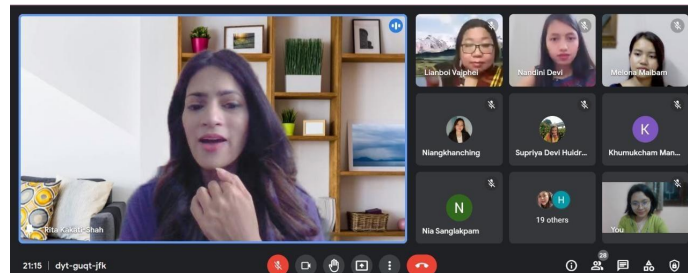 Lianboi Vaiphei
Nandini Devi
Melona Maibam
Niangkhanching
Supriya Devi Huidr...
K
Khumukcham Man...
N
Nia Sanglakpam
H
19 others
You
Rita Kakati-Shah
21:15 | dyt-guqt-jfk
28